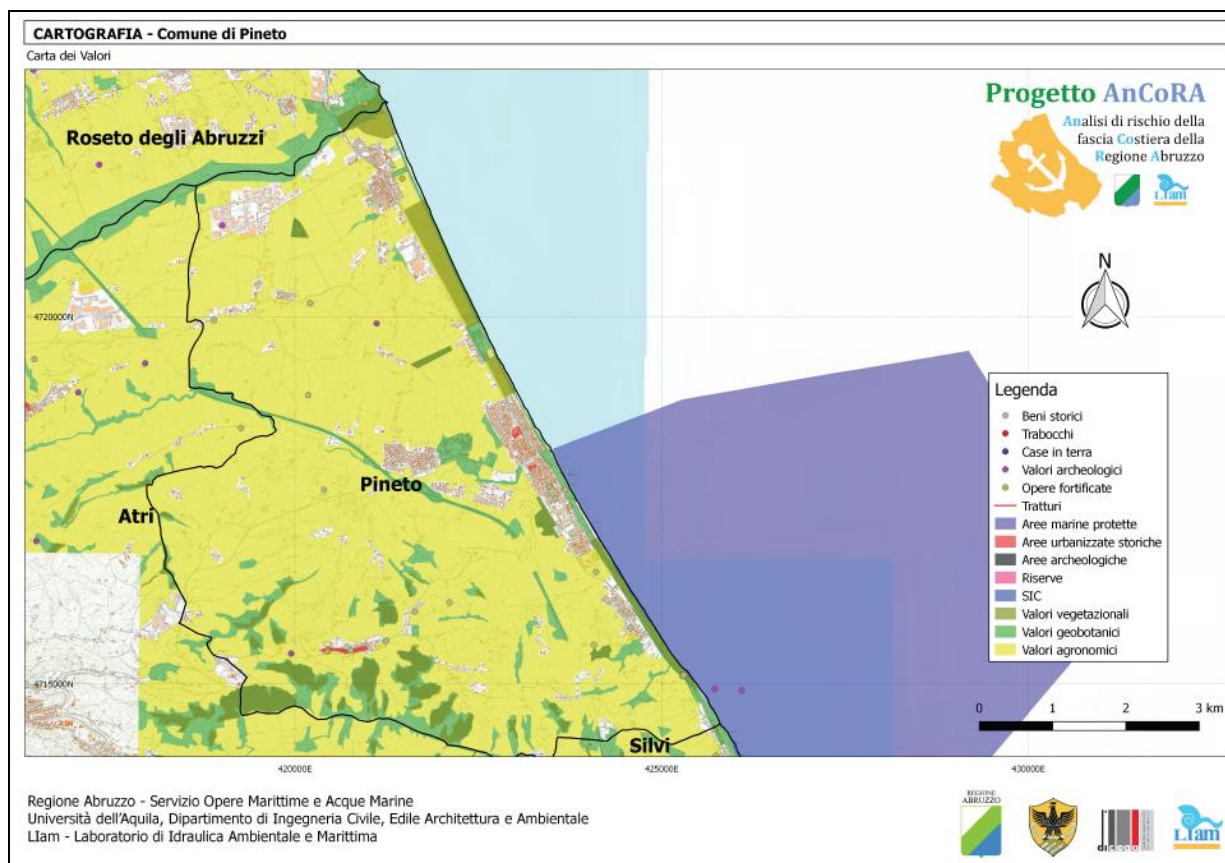 CARTOGRAFIA - Comune di Pineto
Carta dei Valori
Progetto AnCoRA
Analisi di rischio della
fascia Costiera della
Regione Abruzzo
LIam
N
Roseto degli Abruzzi
Pineto
Atri
Silvi
4720000N
4715000N
420000E
425000E
430000E
Legenda
Beni storici
Trabocchi
Case in terra
Valori archeologici
Opere fortificate
Tratturi
Aree marine protette
Aree urbanizzate storiche
Aree archeologiche
Riserve
SIC
Valori vegetazionali
Valori geobotanici
Valori agronomici
0 1 2 3 km
Regione Abruzzo - Servizio Opere Marittime e Acque Marine
Università dell'Aquila, Dipartimento di Ingegneria Civile, Edile Architettura e Ambientale
LIam - Laboratorio di Idraulica Ambientale e Marittima
REGIONE
ABRUZZO
LIam